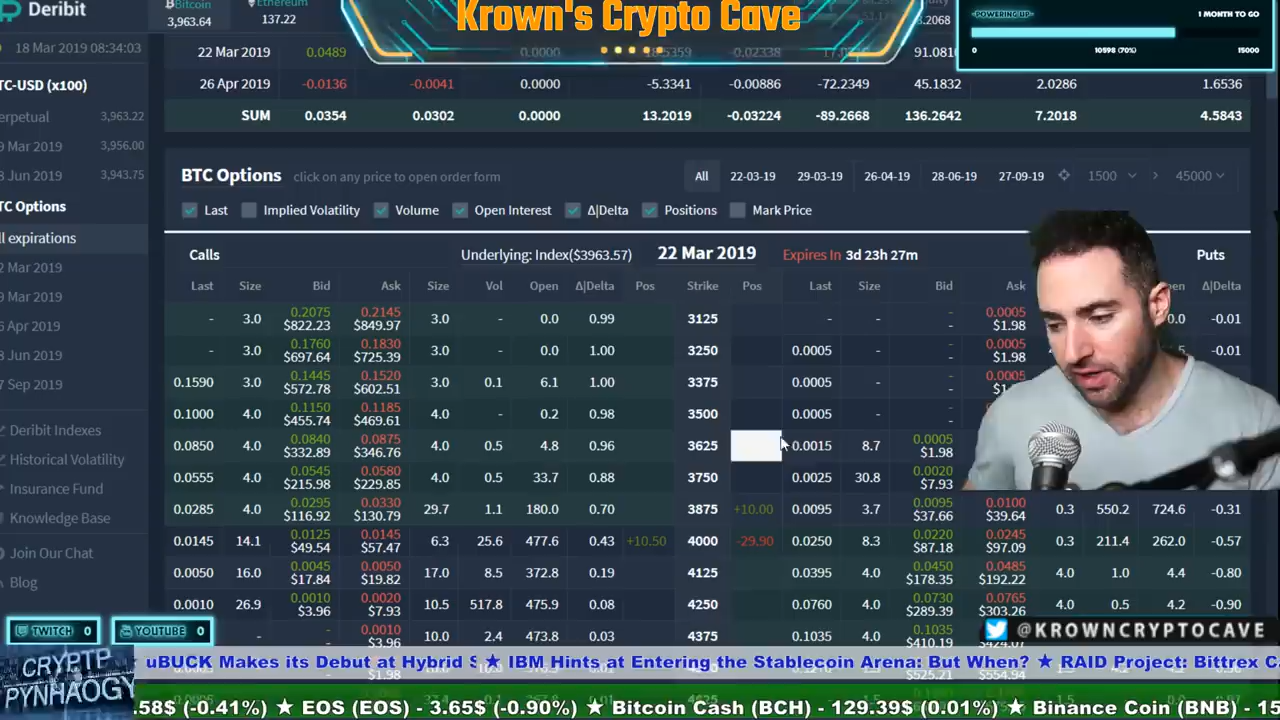 Deribit
Bitcoin
3,963.64
Ethereum
137.22
Krown's Crypto Cave
-POWERING UP-
1 MONTH TO GO
0
10598 (70%)
15000
18 Mar 2019 08:34:03
22 Mar 2019 0.0489 0.0000 -0.02338 91.081
26 Apr 2019 -0.0136 -0.0041 0.0000 -5.3341 -0.00886 -72.2349 45.1832 2.0286 1.6536
SUM 0.0354 0.0302 0.0000 13.2019 -0.03224 -89.2668 136.2642 7.2018 4.5843
TC-USD (x100)
erpetual 3,963.22
9 Mar 2019 3,956.00
8 Jun 2019 3,943.75
TC Options
ll expirations
2 Mar 2019
9 Mar 2019
6 Apr 2019
8 Jun 2019
7 Sep 2019
Deribit Indexes
Historical Volatility
Insurance Fund
Knowledge Base
Join Our Chat
Blog
BTC Options click on any price to open order form
All 22-03-19 29-03-19 26-04-19 28-06-19 27-09-19 1500 > 45000
Last Implied Volatility Volume Open Interest Δ|Delta Positions Mark Price
Calls Underlying: Index($3963.57) 22 Mar 2019 Expires In 3d 23h 27m Puts
Last Size Bid Ask Size Vol Open Δ|Delta Pos Strike Pos Last Size Bid Ask pen Δ|Delta
- 3.0 0.2075 0.2145 3.0 - 0.0 0.99 3125 - - - 0.0005 0.0 -0.01
$822.23 $849.97 - $1.98
- 3.0 0.1760 0.1830 3.0 - 0.0 1.00 3250 0.0005 - - 0.0005 -0.01
$697.64 $725.39 - $1.98
0.1590 3.0 0.1445 0.1520 3.0 0.1 6.1 1.00 3375 0.0005 - - 0.0005
$572.78 $602.51 -
0.1000 4.0 0.1150 0.1185 4.0 - 0.2 0.98 3500 0.0005 - -
$455.74 $469.61 -
0.0850 4.0 0.0840 0.0875 4.0 0.5 4.8 0.96 3625 0.0015 8.7 0.0005
$332.89 $346.76 $1.98
0.0555 4.0 0.0545 0.0580 4.0 0.5 33.7 0.88 3750 0.0025 30.8 0.0020
$215.98 $229.85 $7.93
0.0285 4.0 0.0295 0.0330 29.7 1.1 180.0 0.70 3875 +10.00 0.0095 3.7 0.0095 0.0100 0.3 550.2 724.6 -0.31
$116.92 $130.79 $37.66 $39.64
0.0145 14.1 0.0125 0.0145 6.3 25.6 477.6 0.43 +10.50 4000 -29.90 0.0250 8.3 0.0220 0.0245 0.3 211.4 262.0 -0.57
$49.54 $57.47 $87.18 $97.09
0.0050 16.0 0.0045 0.0050 17.0 8.5 372.8 0.19 4125 0.0395 4.0 0.0450 0.0485 4.0 1.0 4.4 -0.80
$17.84 $19.82 $178.35 $192.22
0.0010 26.9 0.0010 0.0020 10.5 517.8 475.9 0.08 4250 0.0760 4.0 0.0730 0.0765 4.0 0.5 4.2 -0.90
$3.96 $7.93 $289.39 $303.26
- - 0.0010 10.0 2.4 473.8 0.03 4375 0.1035 4.0 0.1035
$3.96 $410.19
TWITCH 0 YOUTUBE 0
@KROWNCRYPTOCAVE
CRYPTP
PYNHAOGY
uBUCK Makes its Debut at Hybrid S ★ IBM Hints at Entering the Stablecoin Arena: But When? ★ RAID Project: Bittrex C
.58$ (-0.41%) ★ EOS (EOS) - 3.65$ (-0.90%) ★ Bitcoin Cash (BCH) - 129.39$ (0.01%) ★ Binance Coin (BNB) - 15